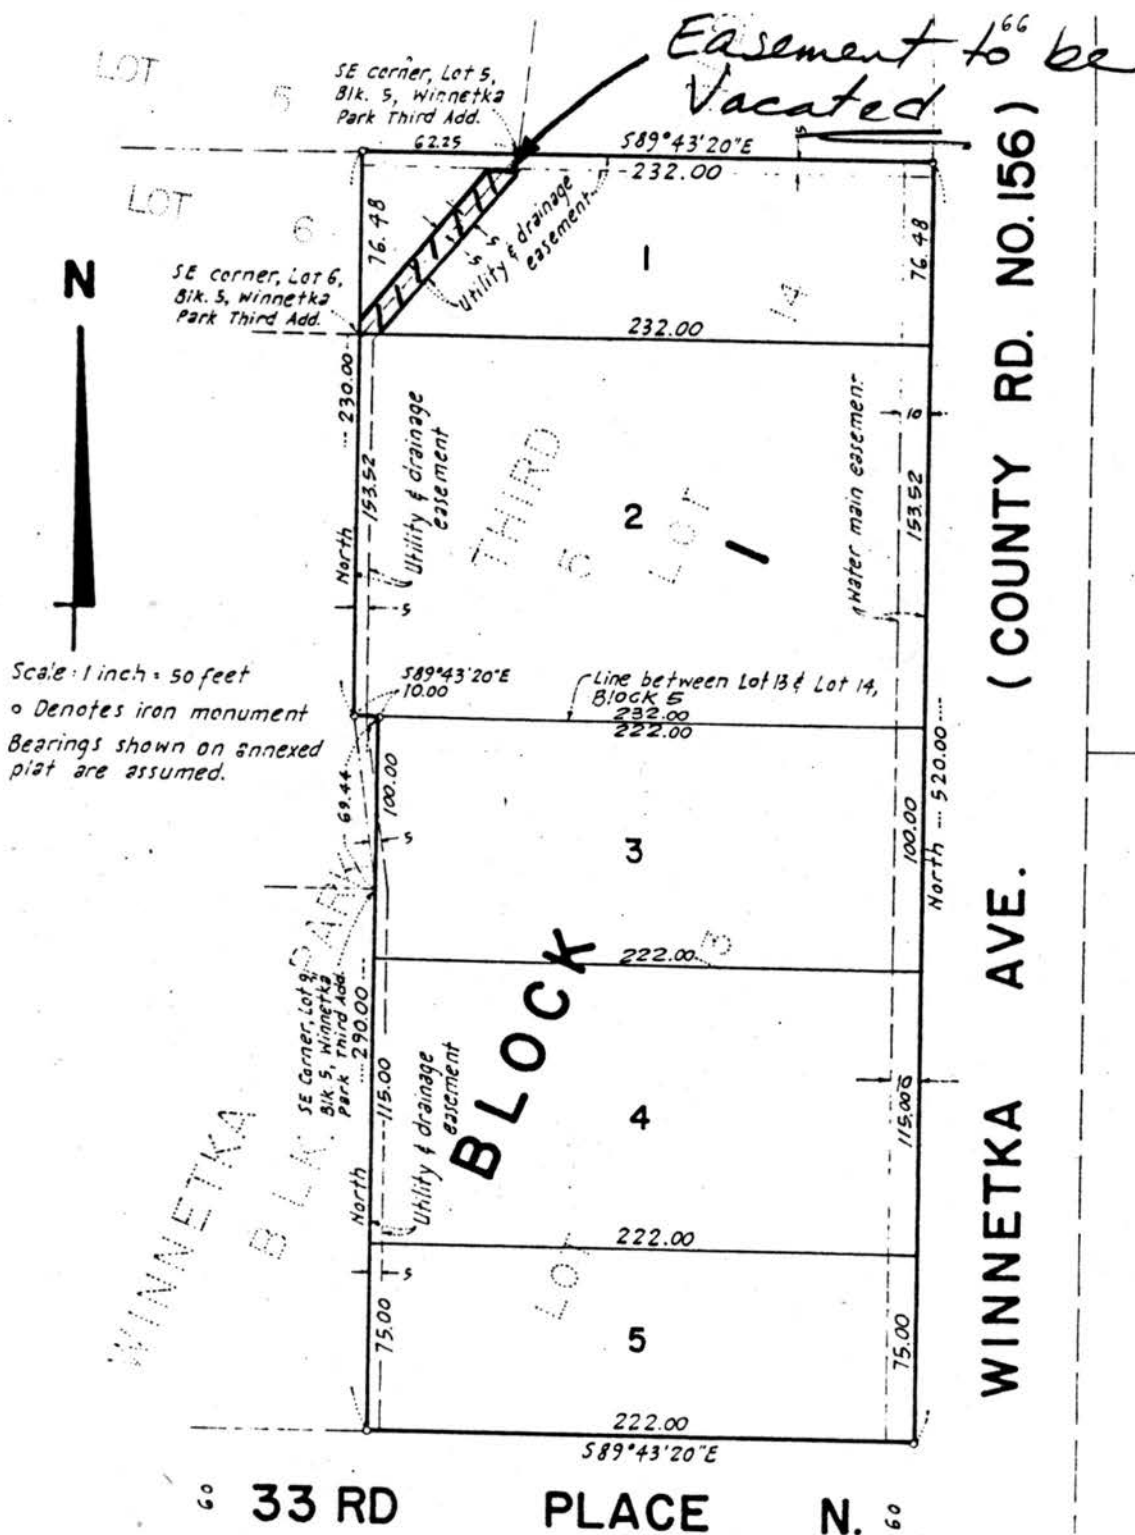 Easement to be
Vacated
66
LOT
5
SE corner, Lot 5,
Blk. 5, Winnetka
Park Third Add.
62.25
S89°43'20"E
5
232.00
LOT
6
76.48
Utility & drainage
easement
5
5
1
14
76.48
SE corner, Lot 6,
Blk. 5, Winnetka
Park Third Add.
N
232.00
North --- 230.00 ---
153.52
Utility & drainage
easement
5
THIRD
5
LOT
2
1
Water main easement
10
153.52
(COUNTY RD. NO. 156)
Scale: 1 inch = 50 feet
o Denotes iron monument
Bearings shown on annexed
plat are assumed.
S89°43'20"E
10.00
Line between Lot 13 & Lot 14,
Block 5
232.00
222.00
69.44
100.00
5
3
100.00
North --- 520.00 ---
222.00
13
SE Corner, Lot 9,
Blk. 5, Winnetka
Park Third Add.
North --- 290.00 ---
115.00
Utility & drainage
easement
BLOCK
4
115.00
10
WINNETKA
PARK
BLK.
222.00
LOT
5
75.00
5
75.00
222.00
S89°43'20"E
WINNETKA AVE.
60
33RD PLACE N.
60